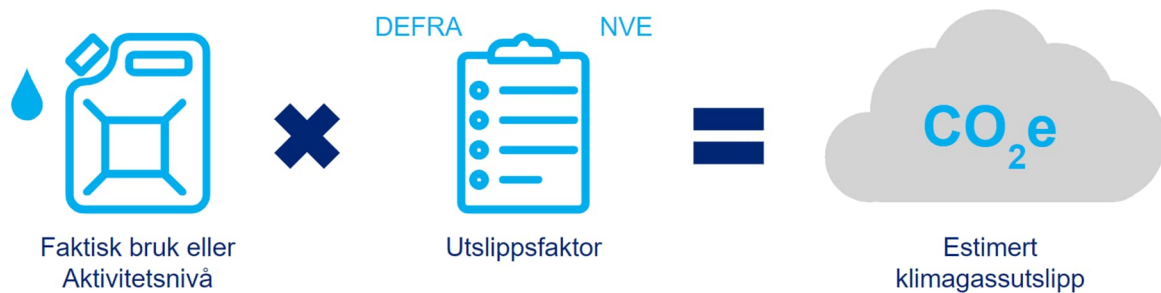 DEFRA NVE
CO₂e
Faktisk bruk eller
Aktivitetsnivå
Utslippsfaktor
Estimert
klimagassutslipp